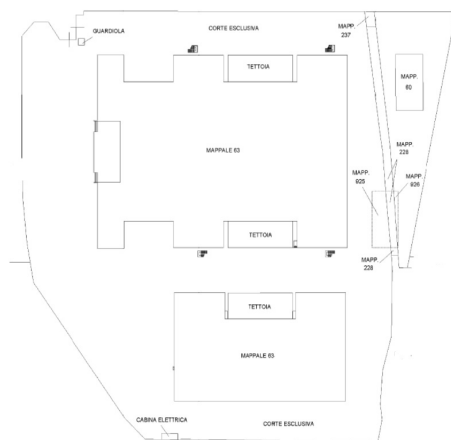 MAPP.
237
CORTE ESCLUSIVA
GUARDIOLA
TETTOIA
MAPP.
60
MAPPALE 63
MAPP.
228
MAPP.
925
MAPP.
926
TETTOIA
MAPP.
228
TETTOIA
MAPPALE 63
CABINA ELETTRICA
CORTE ESCLUSIVA